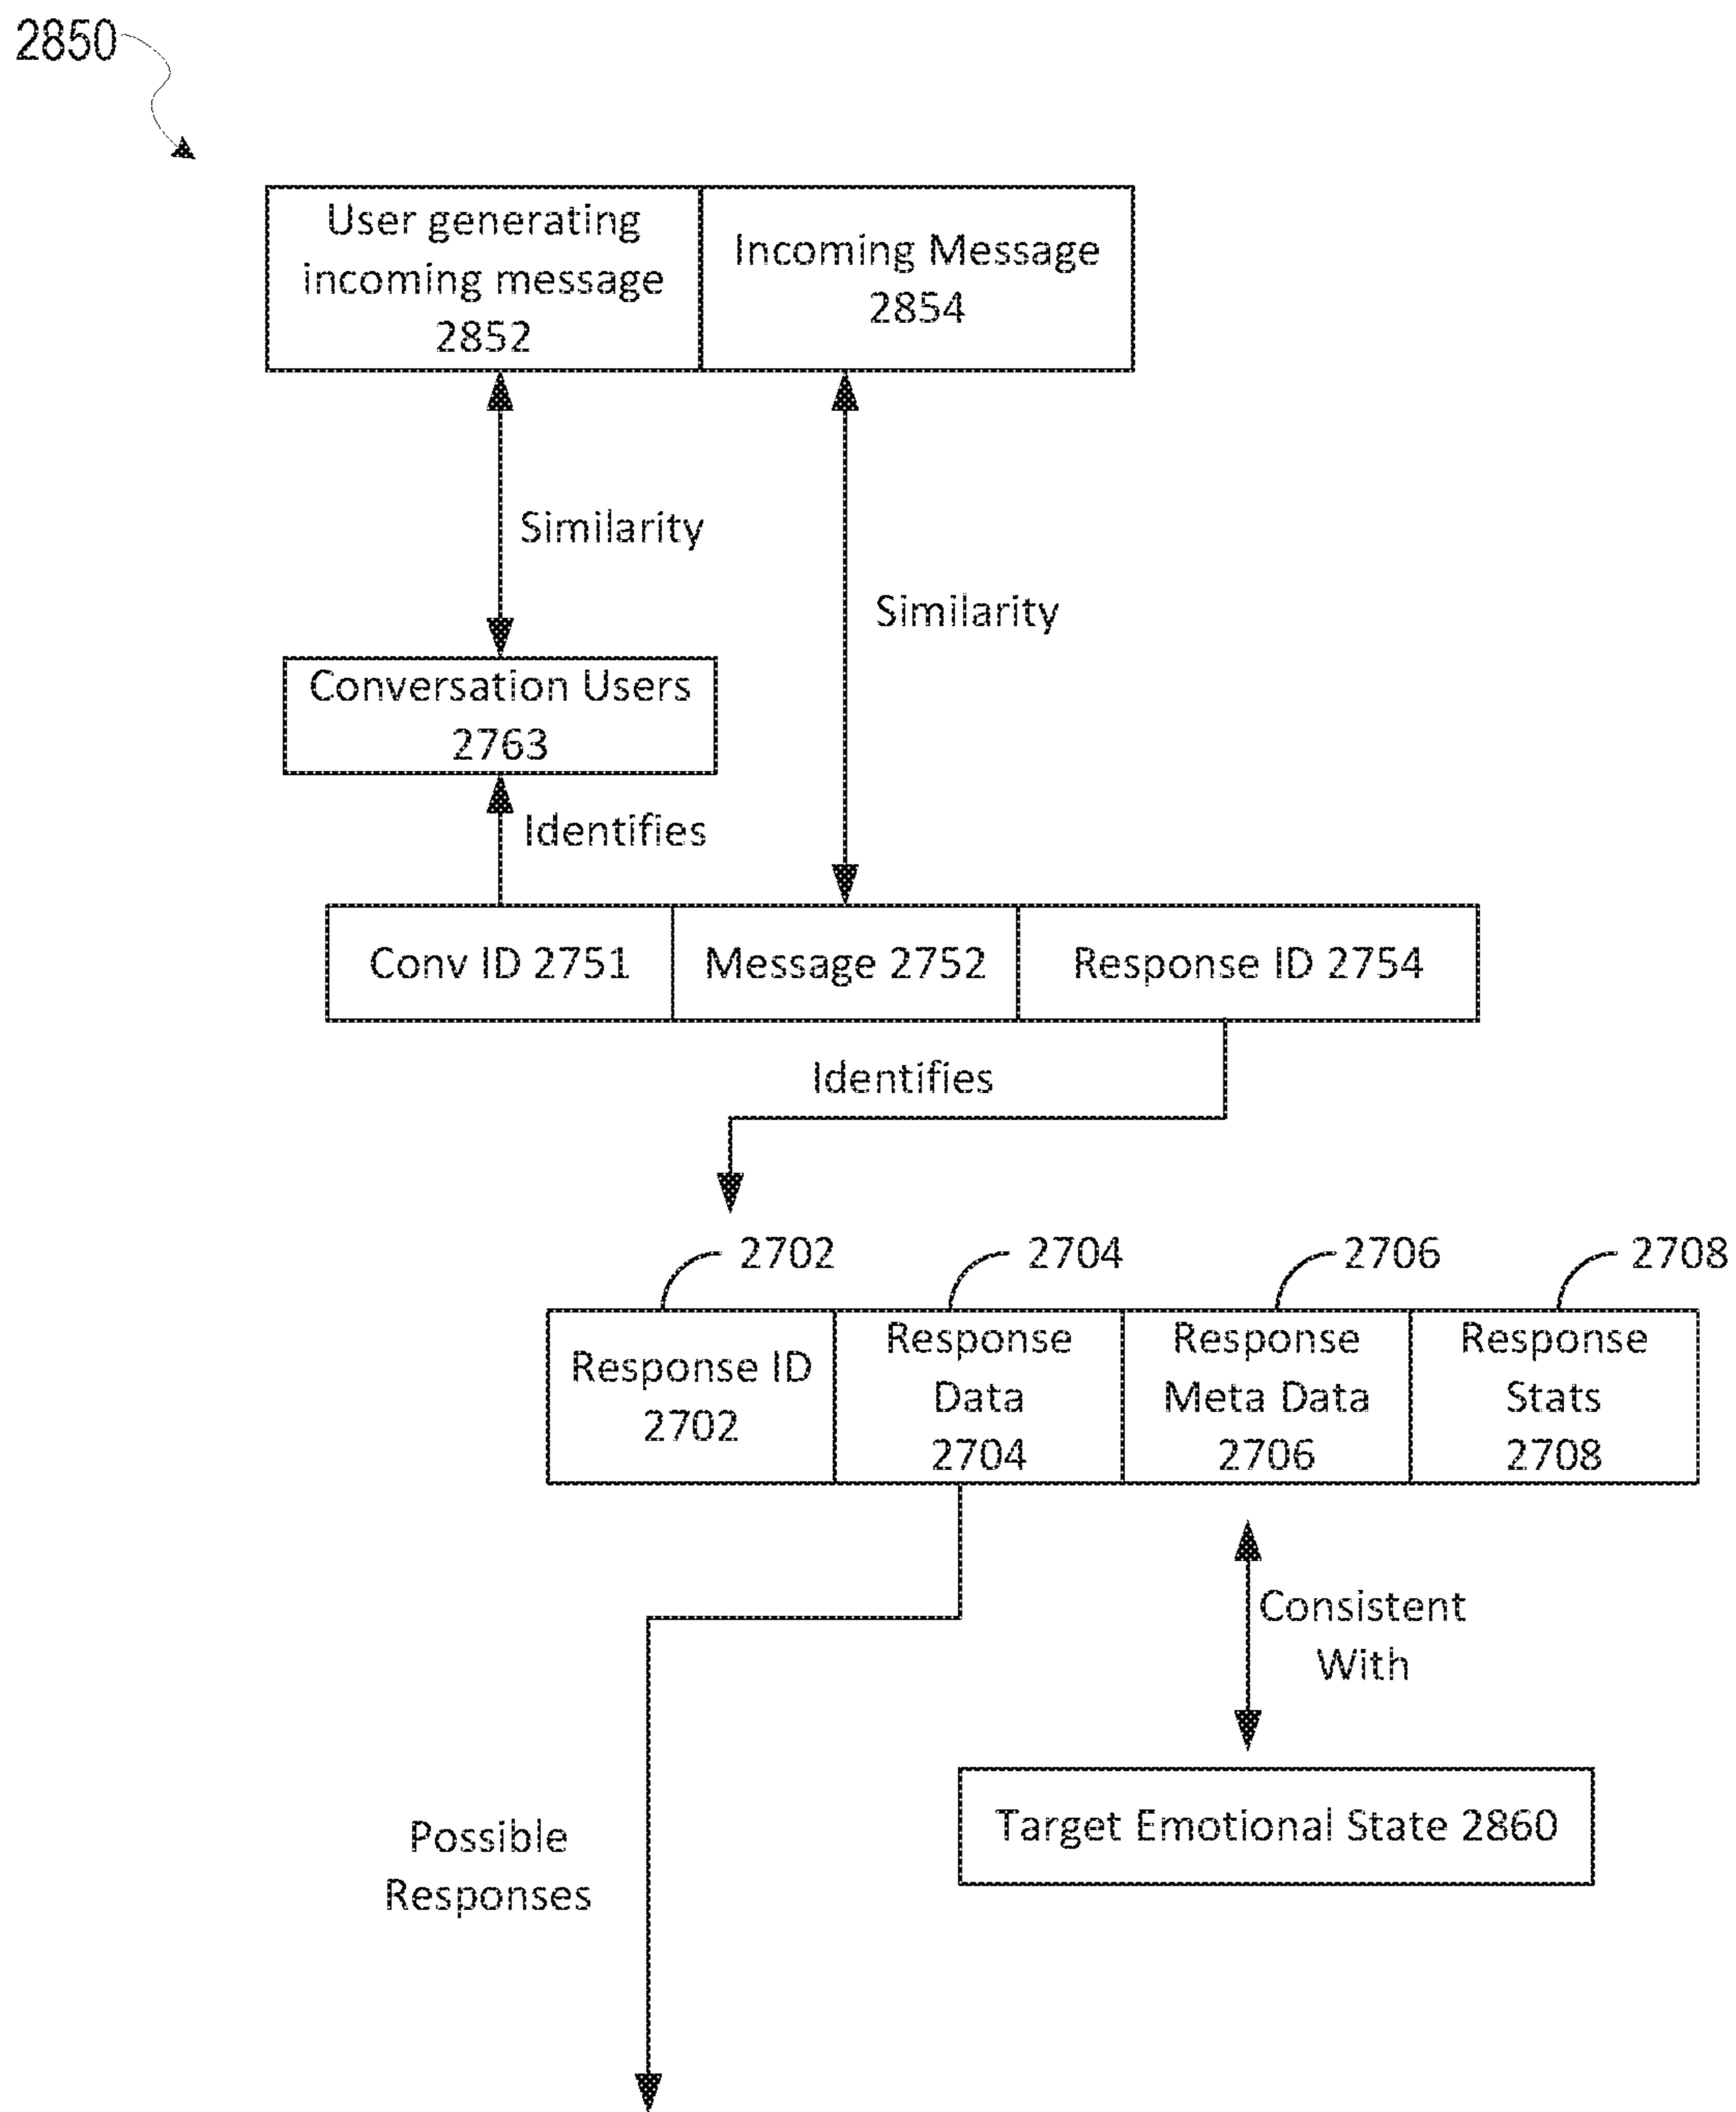 2850
User generating
incoming message
2852
Incoming Message
2854
Similarity
Similarity
Conversation Users
2763
Identifies
Conv ID 2751
Message 2752
Response ID 2754
Identifies
2702
2704
2706
2708
Response ID
2702
Response
Data
2704
Response
Meta Data
2706
Response
Stats
2708
Consistent
With
Target Emotional State 2860
Possible
Responses